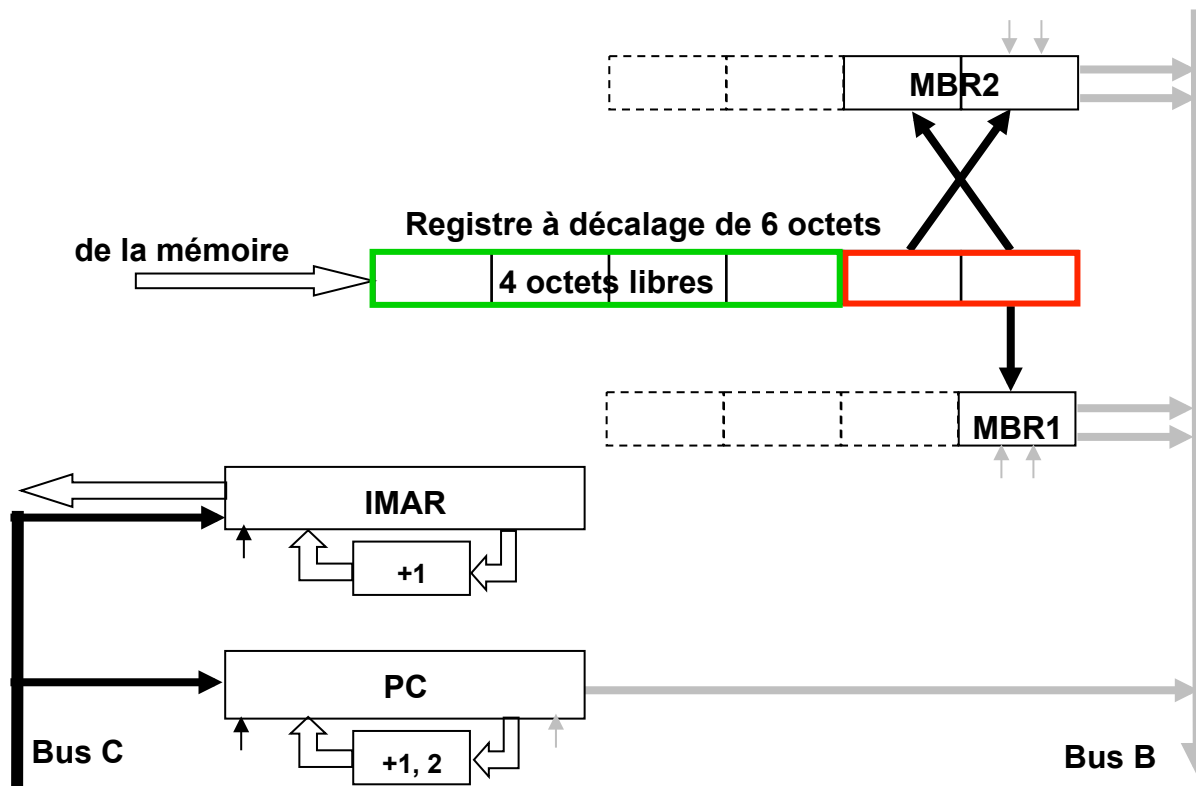 MBR2
Registre à décalage de 6 octets
de la mémoire
4 octets libres
MBR1
IMAR
+1
PC
+1, 2
Bus C
Bus B